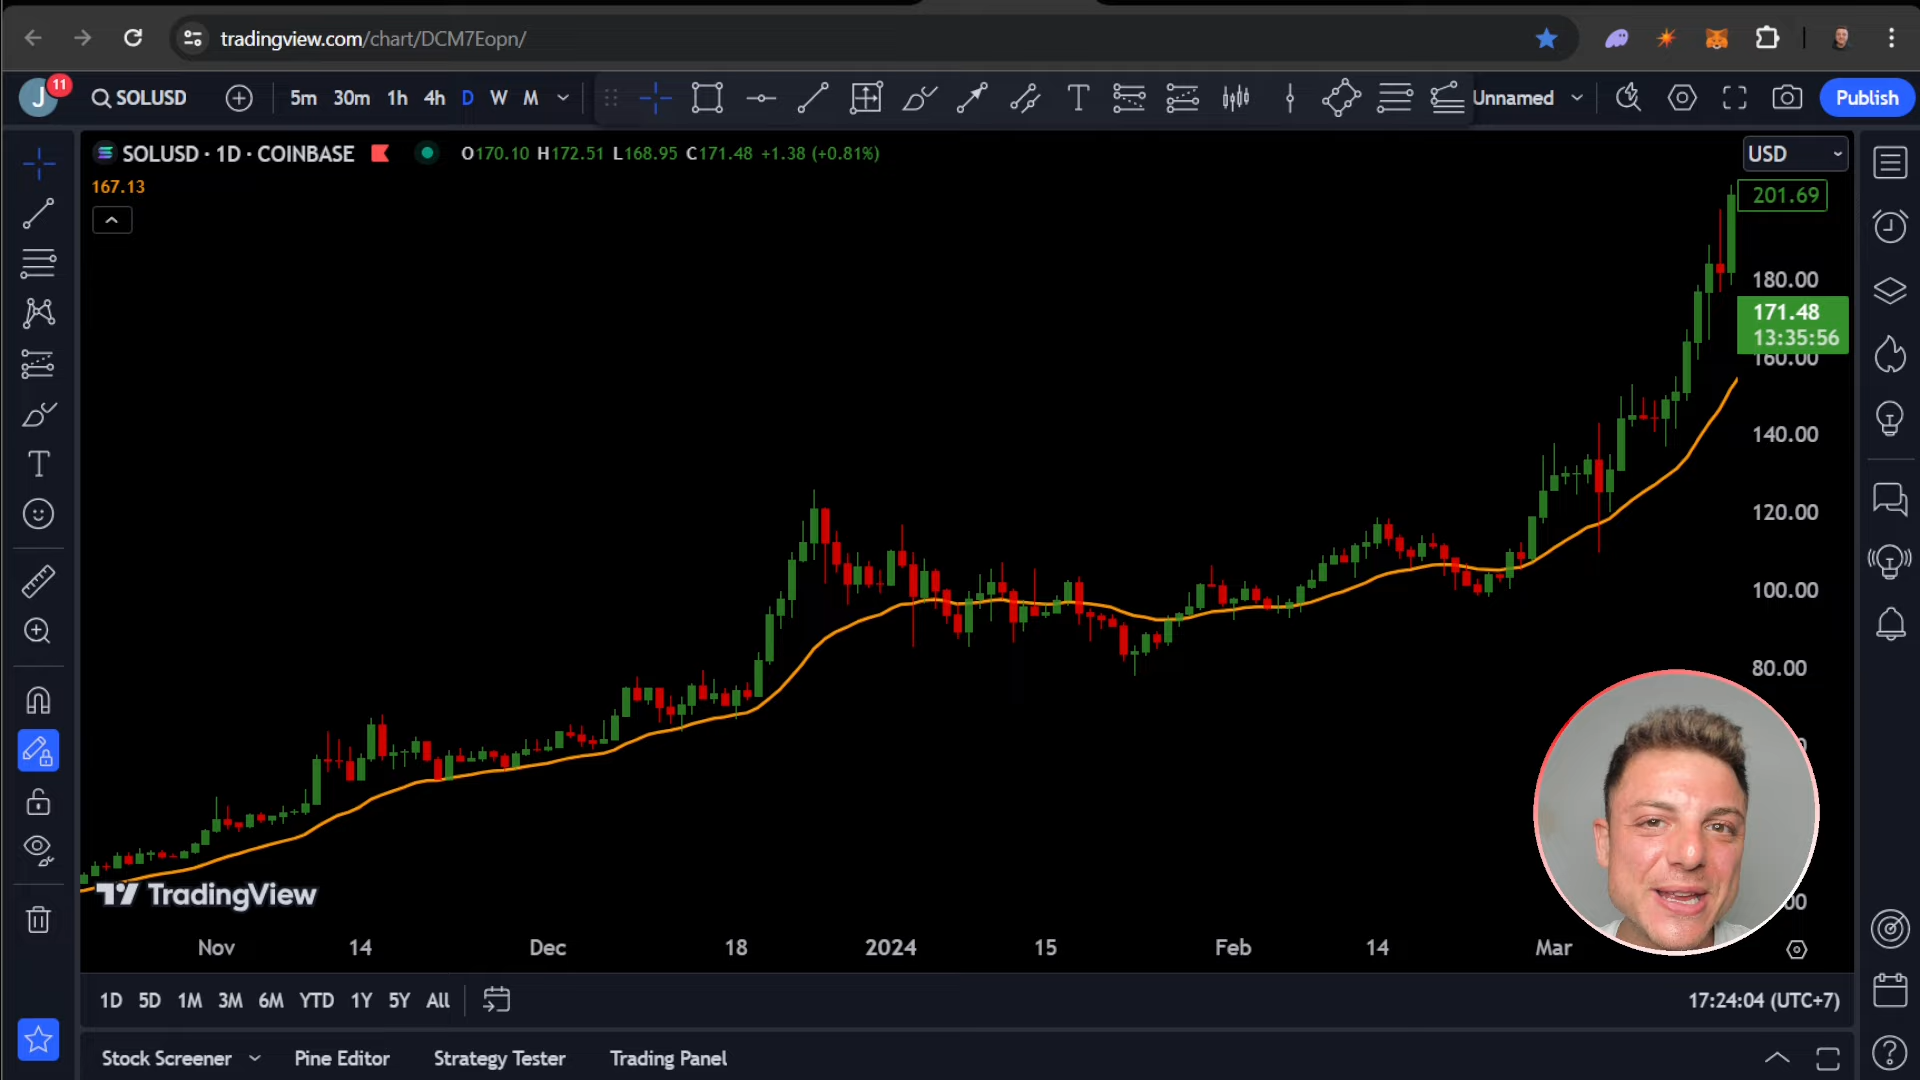 tradingview.com/chart/DCM7Eopn/
J 11 SOLUSD 5m 30m 1h 4h D W M Unnamed Publish
SOLUSD · 1D · COINBASE O170.10 H172.51 L168.95 C171.48 +1.38 (+0.81%) USD
167.13
201.69
180.00
171.48
13:35:56
160.00
140.00
120.00
100.00
80.00
TradingView
Nov 14 Dec 18 2024 15 Feb 14 Mar
1D 5D 1M 3M 6M YTD 1Y 5Y All 17:24:04 (UTC+7)
Stock Screener Pine Editor Strategy Tester Trading Panel